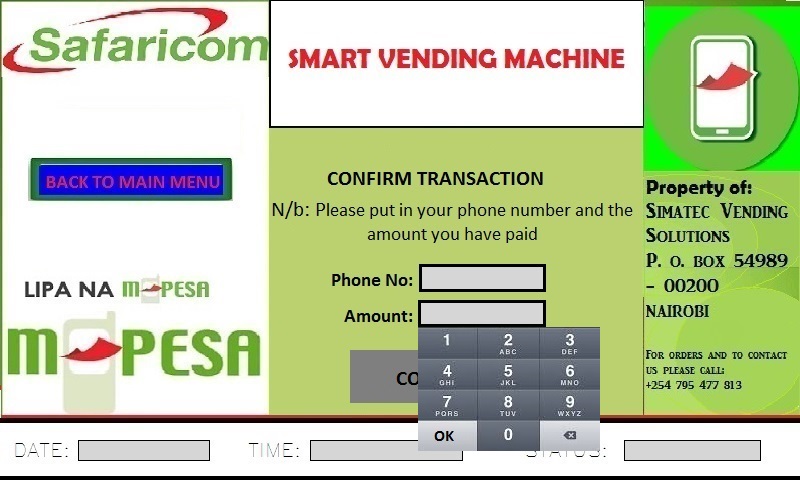 Safaricom
SMART VENDING MACHINE
BACK TO MAIN MENU
CONFIRM TRANSACTION
N/b: Please put in your phone number and the
amount you have paid
Phone No:
Amount:
CO
1
2
ABC
3
DEF
4
GHI
5
JKL
6
MNO
7
PQRS
8
TUV
9
WXYZ
OK
0
LIPA NA M-PESA
M-PESA
Property of:
SIMATEC VENDING
SOLUTIONS
P. O. BOX 54989
- 00200
NAIROBI
FOR ORDERS AND TO CONTACT
US PLEASE CALL:
+254 795 477 813
DATE:
TIME:
STATUS: